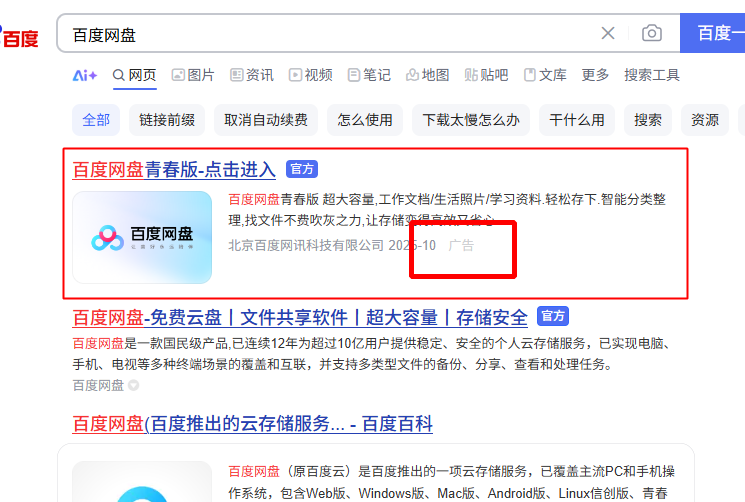 百度
百度网盘
百度一
Ai+
网页
图片
资讯
视频
笔记
地图
贴吧
文库
更多
搜索工具
全部
链接前缀
取消自动续费
怎么使用
下载太慢怎么办
干什么用
搜索
资源
百度网盘青春版-点击进入 官方
百度网盘
百度网盘青春版 超大容量,工作文档/生活照片/学习资料.轻松存下.智能分类整
理,找文件不费吹灰之力,让存储变得高效又省心
北京百度网讯科技有限公司 2025-10 广告
百度网盘-免费云盘丨文件共享软件丨超大容量丨存储安全 官方
百度网盘是一款国民级产品,已连续12年为超过10亿用户提供稳定、安全的个人云存储服务，已实现电脑、
手机、电视等多种终端场景的覆盖和互联，并支持多类型文件的备份、分享、查看和处理任务。
百度网盘
百度网盘(百度推出的云存储服务... - 百度百科
百度网盘（原百度云）是百度推出的一项云存储服务，已覆盖主流PC和手机操
作系统，包含Web版、Windows版、Mac版、Android版、Linux信创版、青春